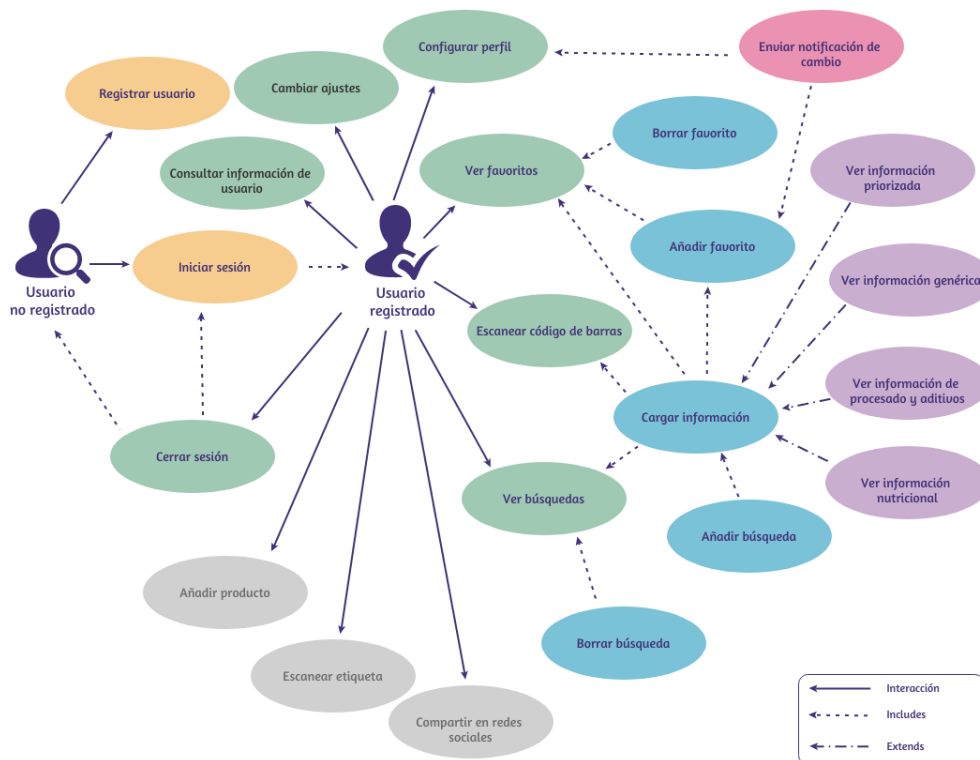 Configurar perfil
Enviar notificación de
cambio
Registrar usuario
Cambiar ajustes
Borrar favorito
Consultar información de
usuario
Ver favoritos
Ver información
priorizada
Añadir favorito
Iniciar sesión
Ver información genérica
Usuario
no registrado
Usuario
registrado
Escanear código de barras
Ver información de
procesado y aditivos
Cargar información
Cerrar sesión
Ver búsquedas
Ver información
nutricional
Añadir búsqueda
Añadir producto
Borrar búsqueda
Escanear etiqueta
Compartir en redes
sociales
Interacción
Includes
Extends